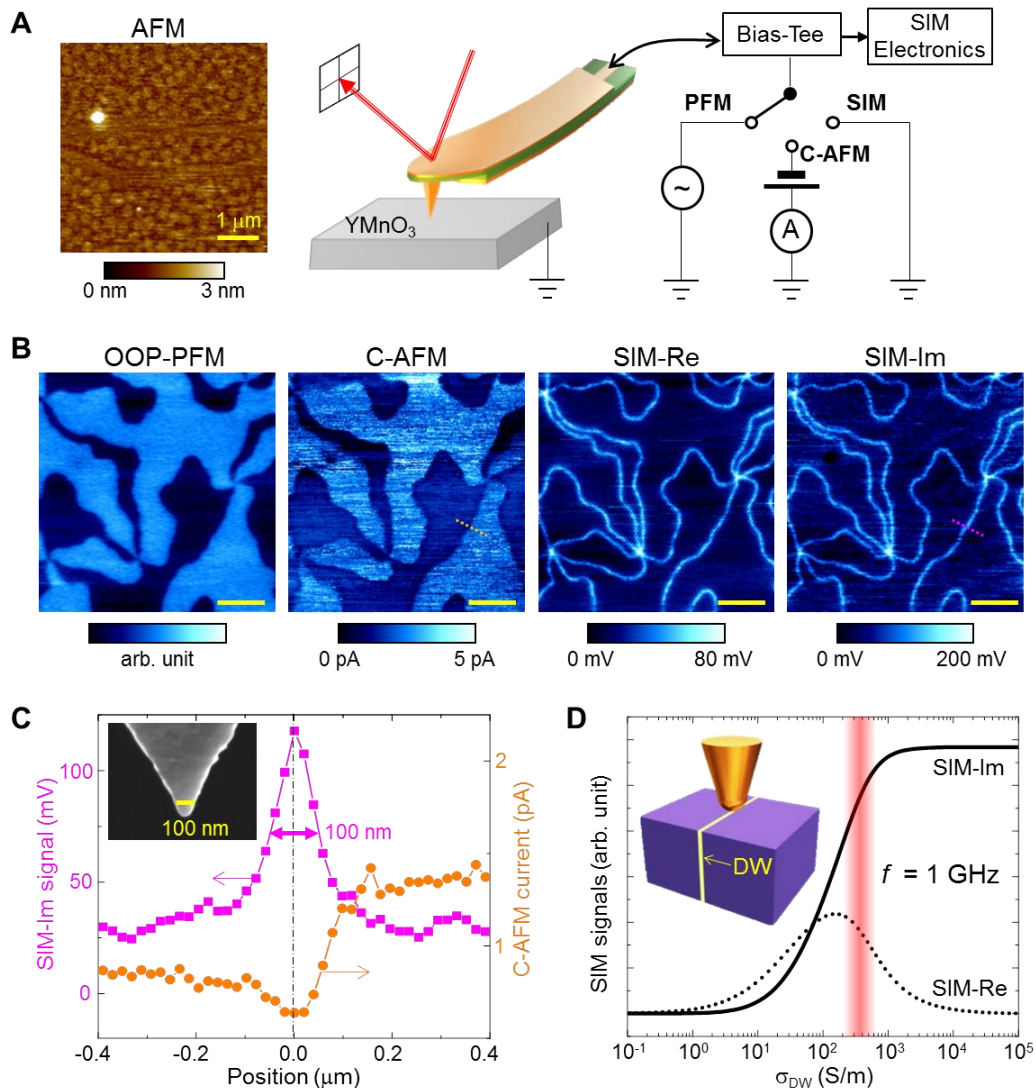 A
AFM
1 μm
0 nm 3 nm
YMnO₃
Bias-Tee
SIM
Electronics
PFM
SIM
C-AFM
~
A
B
OOP-PFM
C-AFM
SIM-Re
SIM-Im
arb. unit
0 pA 5 pA
0 mV 80 mV
0 mV 200 mV
C
SIM-Im signal (mV)
100
50
0
100 nm
100 nm
2
1
C-AFM current (pA)
-0.4 -0.2 0.0 0.2 0.4
Position (μm)
D
SIM signals (arb. unit)
SIM-Im
DW
f = 1 GHz
SIM-Re
10⁻¹ 10⁰ 10¹ 10² 10³ 10⁴ 10⁵
σDW (S/m)